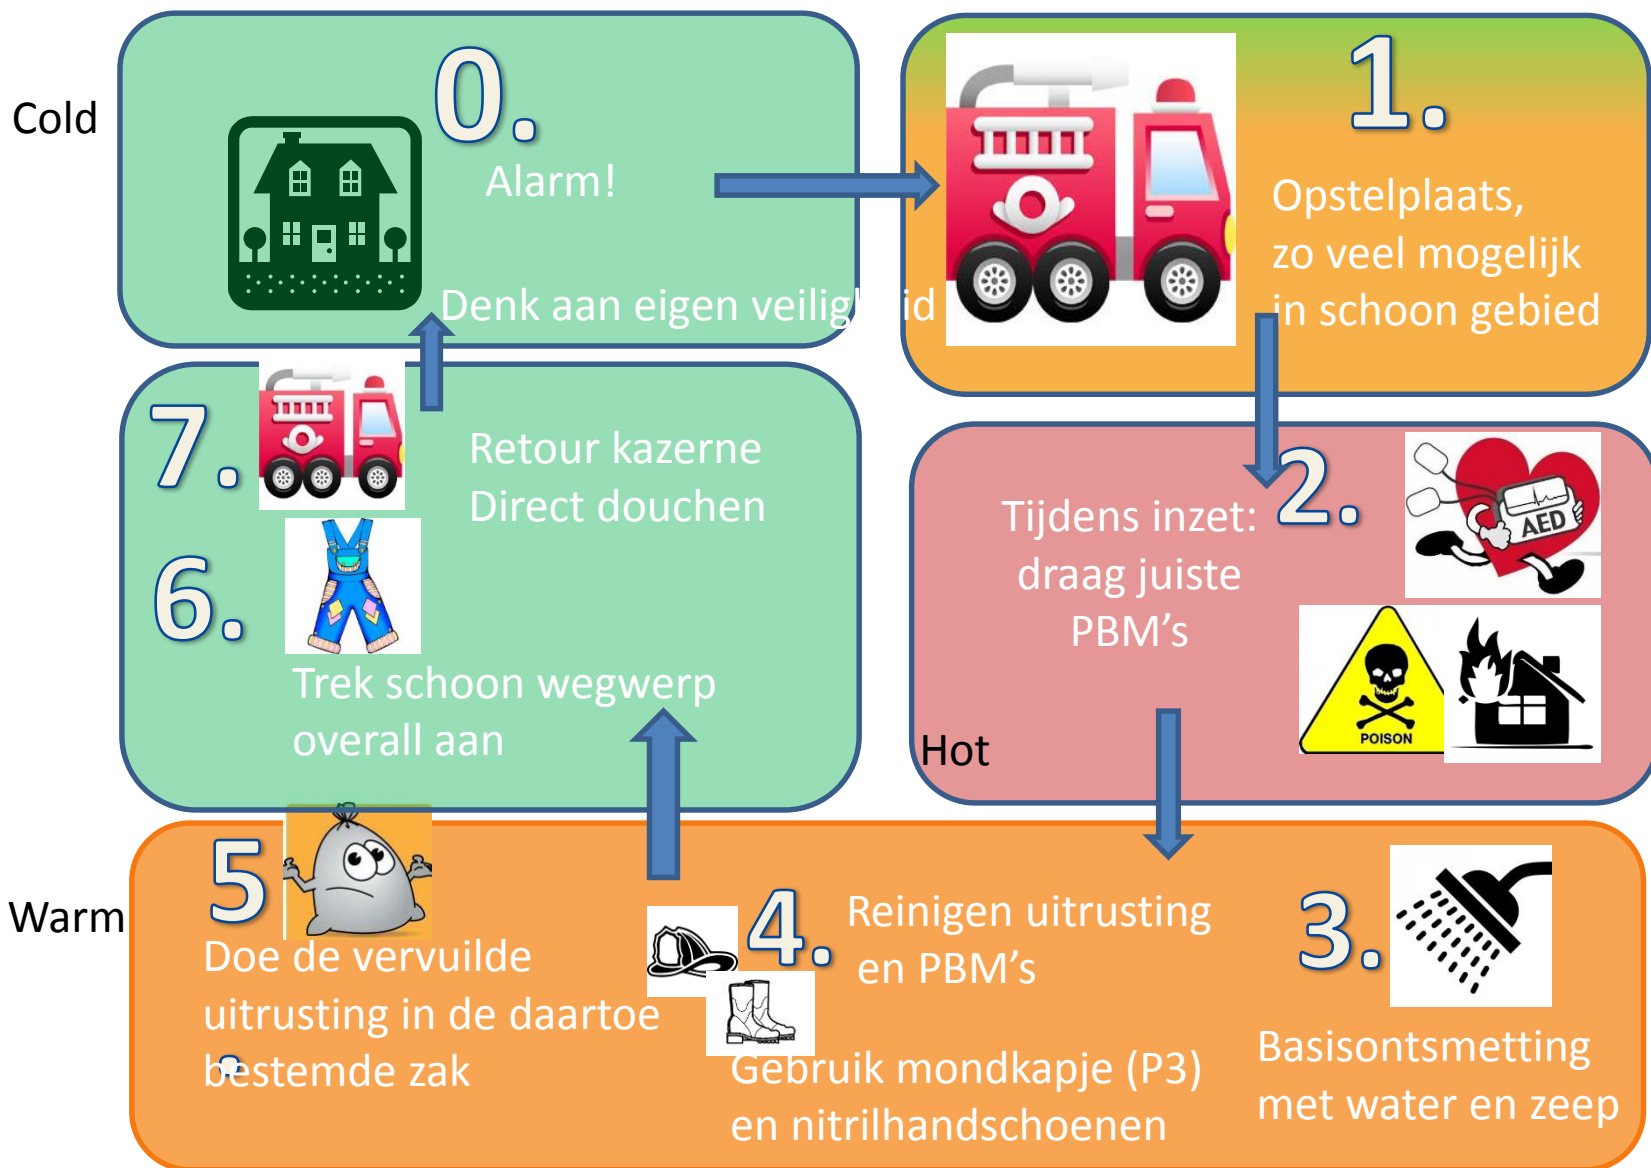 Cold
0.
Alarm!
Denk aan eigen veilig id
1.
Opstelplaats,
zo veel mogelijk
in schoon gebied
2.
Tijdens inzet:
draag juiste
PBM’s
AED
POISON
Hot
3.
Basisontsmetting
met water en zeep
4.
Reinigen uitrusting
en PBM’s
Gebruik mondkapje (P3)
en nitrilhandschoenen
Warm
5.
Doe de vervuilde
uitrusting in de daartoe
bestemde zak
6.
Trek schoon wegwerp
overall aan
7.
Retour kazerne
Direct douchen